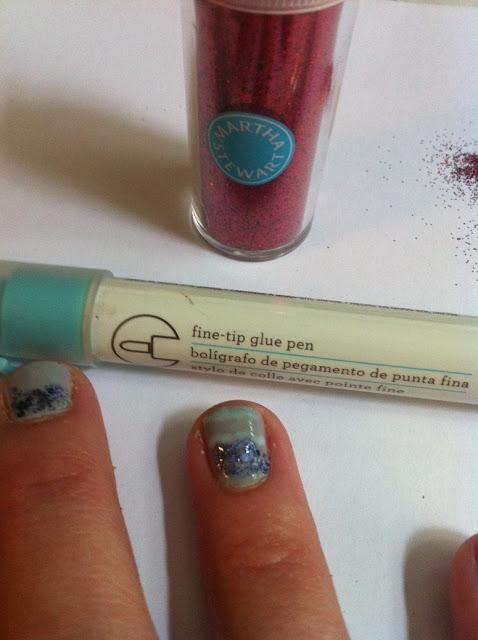 MARTHA
STEWART
fine-tip glue pen
bolígrafo de pegamento de punta fina
stylo de colle avec pointe fine